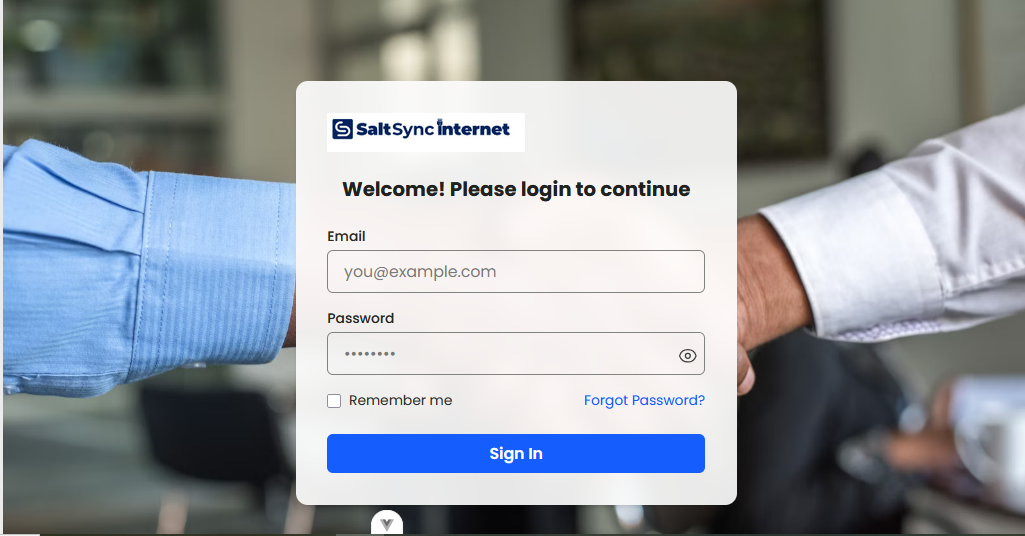 SaltSync internet
Welcome! Please login to continue
Email
you@example.com
Password
••••••••
Remember me
Forgot Password?
Sign In